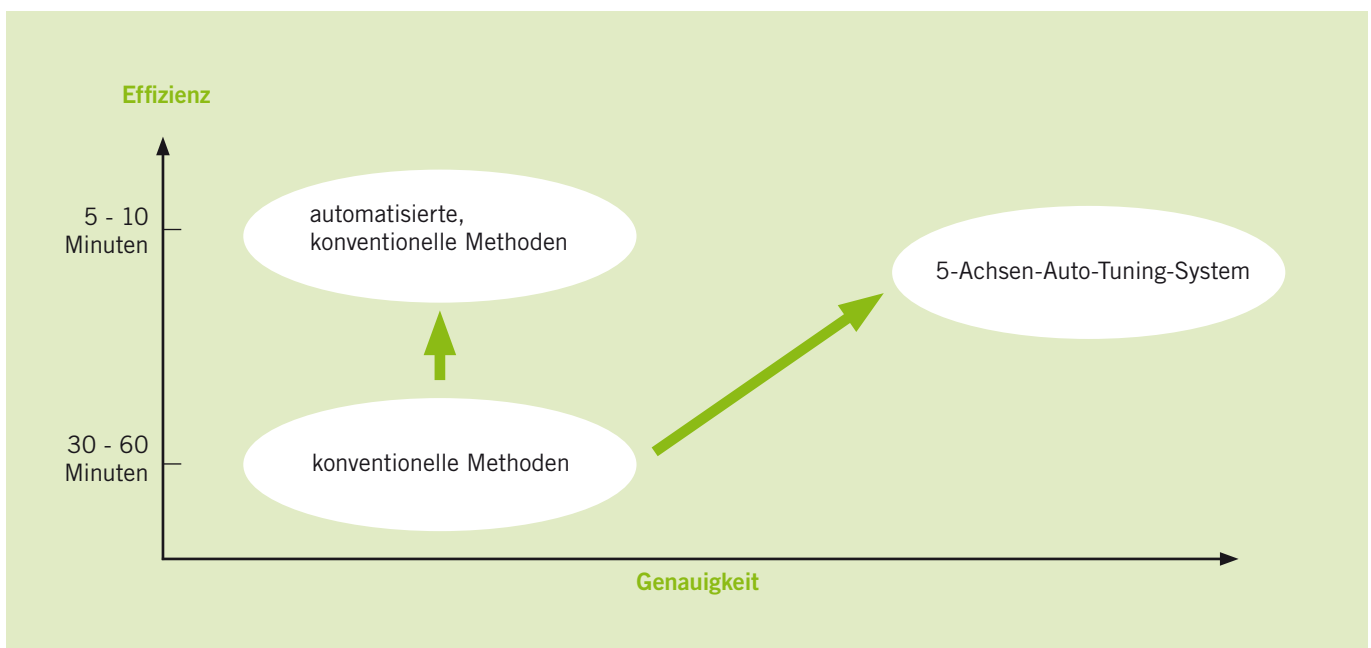 Effizienz
5 - 10
Minuten
automatisierte,
konventionelle Methoden
5-Achsen-Auto-Tuning-System
30 - 60
Minuten
konventionelle Methoden
Genauigkeit